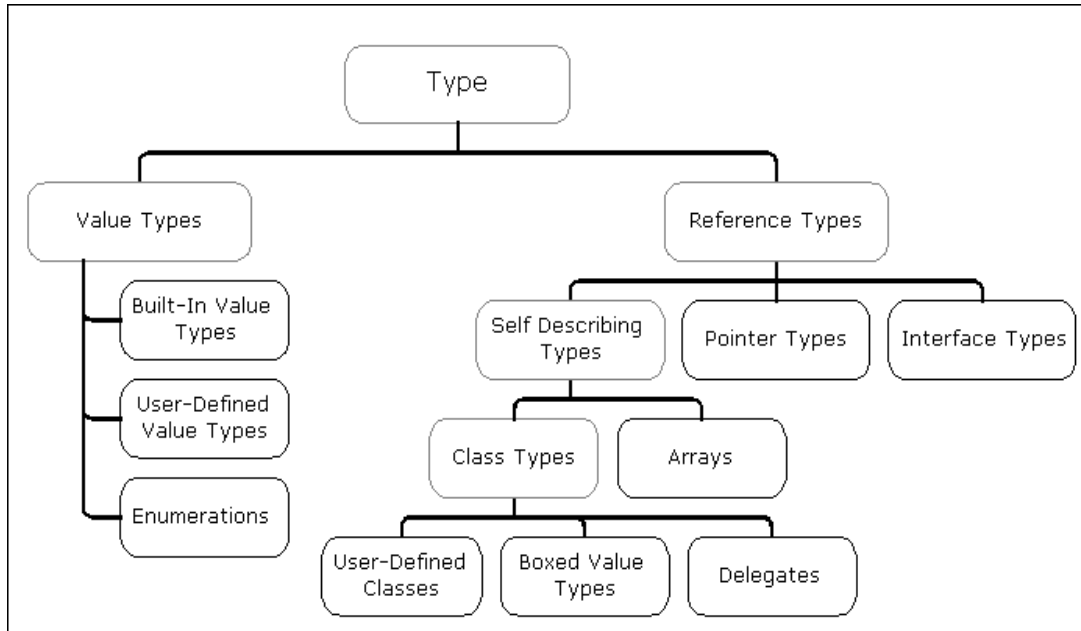 Type
Value Types
Reference Types
Built-In Value
Types
User-Defined
Value Types
Enumerations
Self Describing
Types
Pointer Types
Interface Types
Class Types
Arrays
User-Defined
Classes
Boxed Value
Types
Delegates